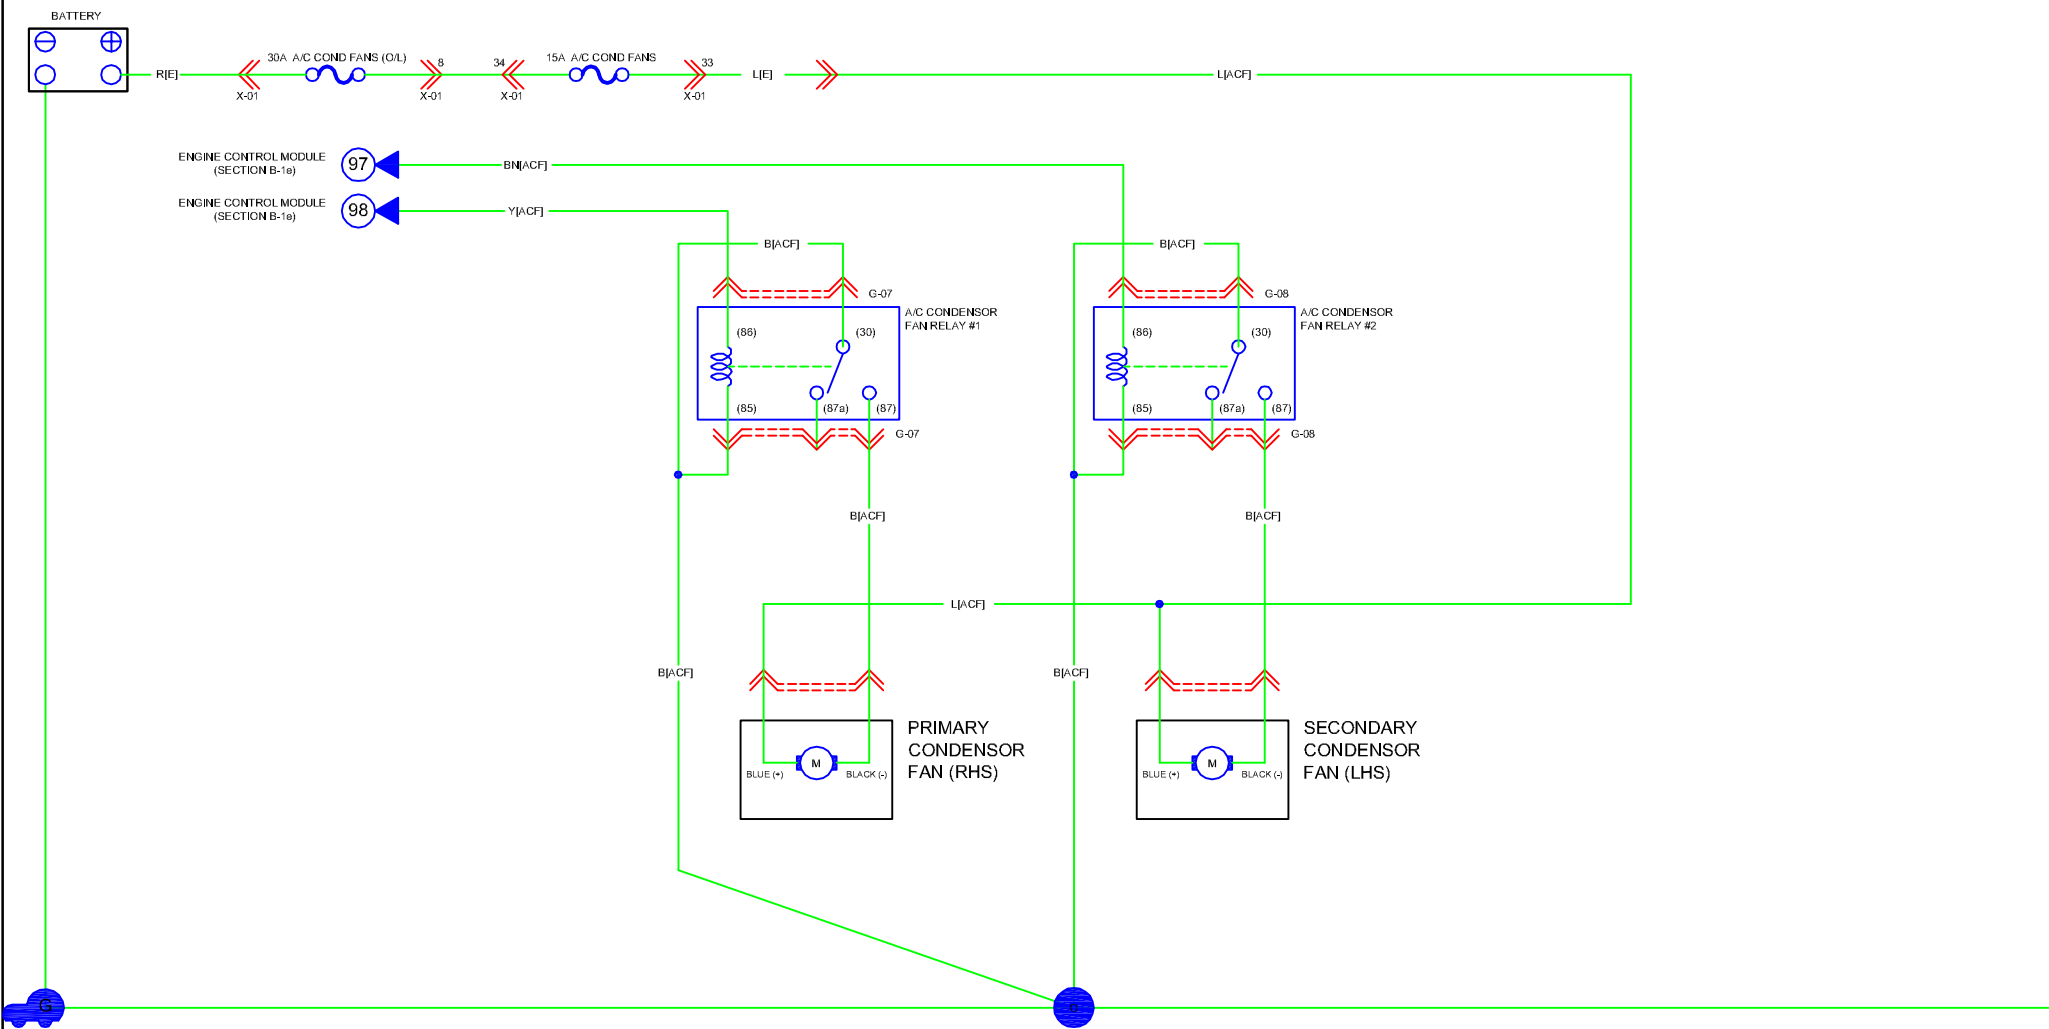 BATTERY
30A A/C COND FANS (O/L)
8
34
15A A/C COND FANS
33
R[E]
L[E]
L[ACF]
X-01
X-01
X-01
X-01
ENGINE CONTROL MODULE
(SECTION B-1e)
97
BN[ACF]
ENGINE CONTROL MODULE
(SECTION B-1e)
98
Y[ACF]
B[ACF]
B[ACF]
G-07
G-08
A/C CONDENSOR
FAN RELAY #1
A/C CONDENSOR
FAN RELAY #2
(86)
(30)
(86)
(30)
(85)
(87a)
(87)
(85)
(87a)
(87)
G-07
G-08
B[ACF]
B[ACF]
L[ACF]
B[ACF]
B[ACF]
PRIMARY
CONDENSOR
FAN (RHS)
SECONDARY
CONDENSOR
FAN (LHS)
M
M
BLUE (+)
BLACK (-)
BLUE (+)
BLACK (-)
G